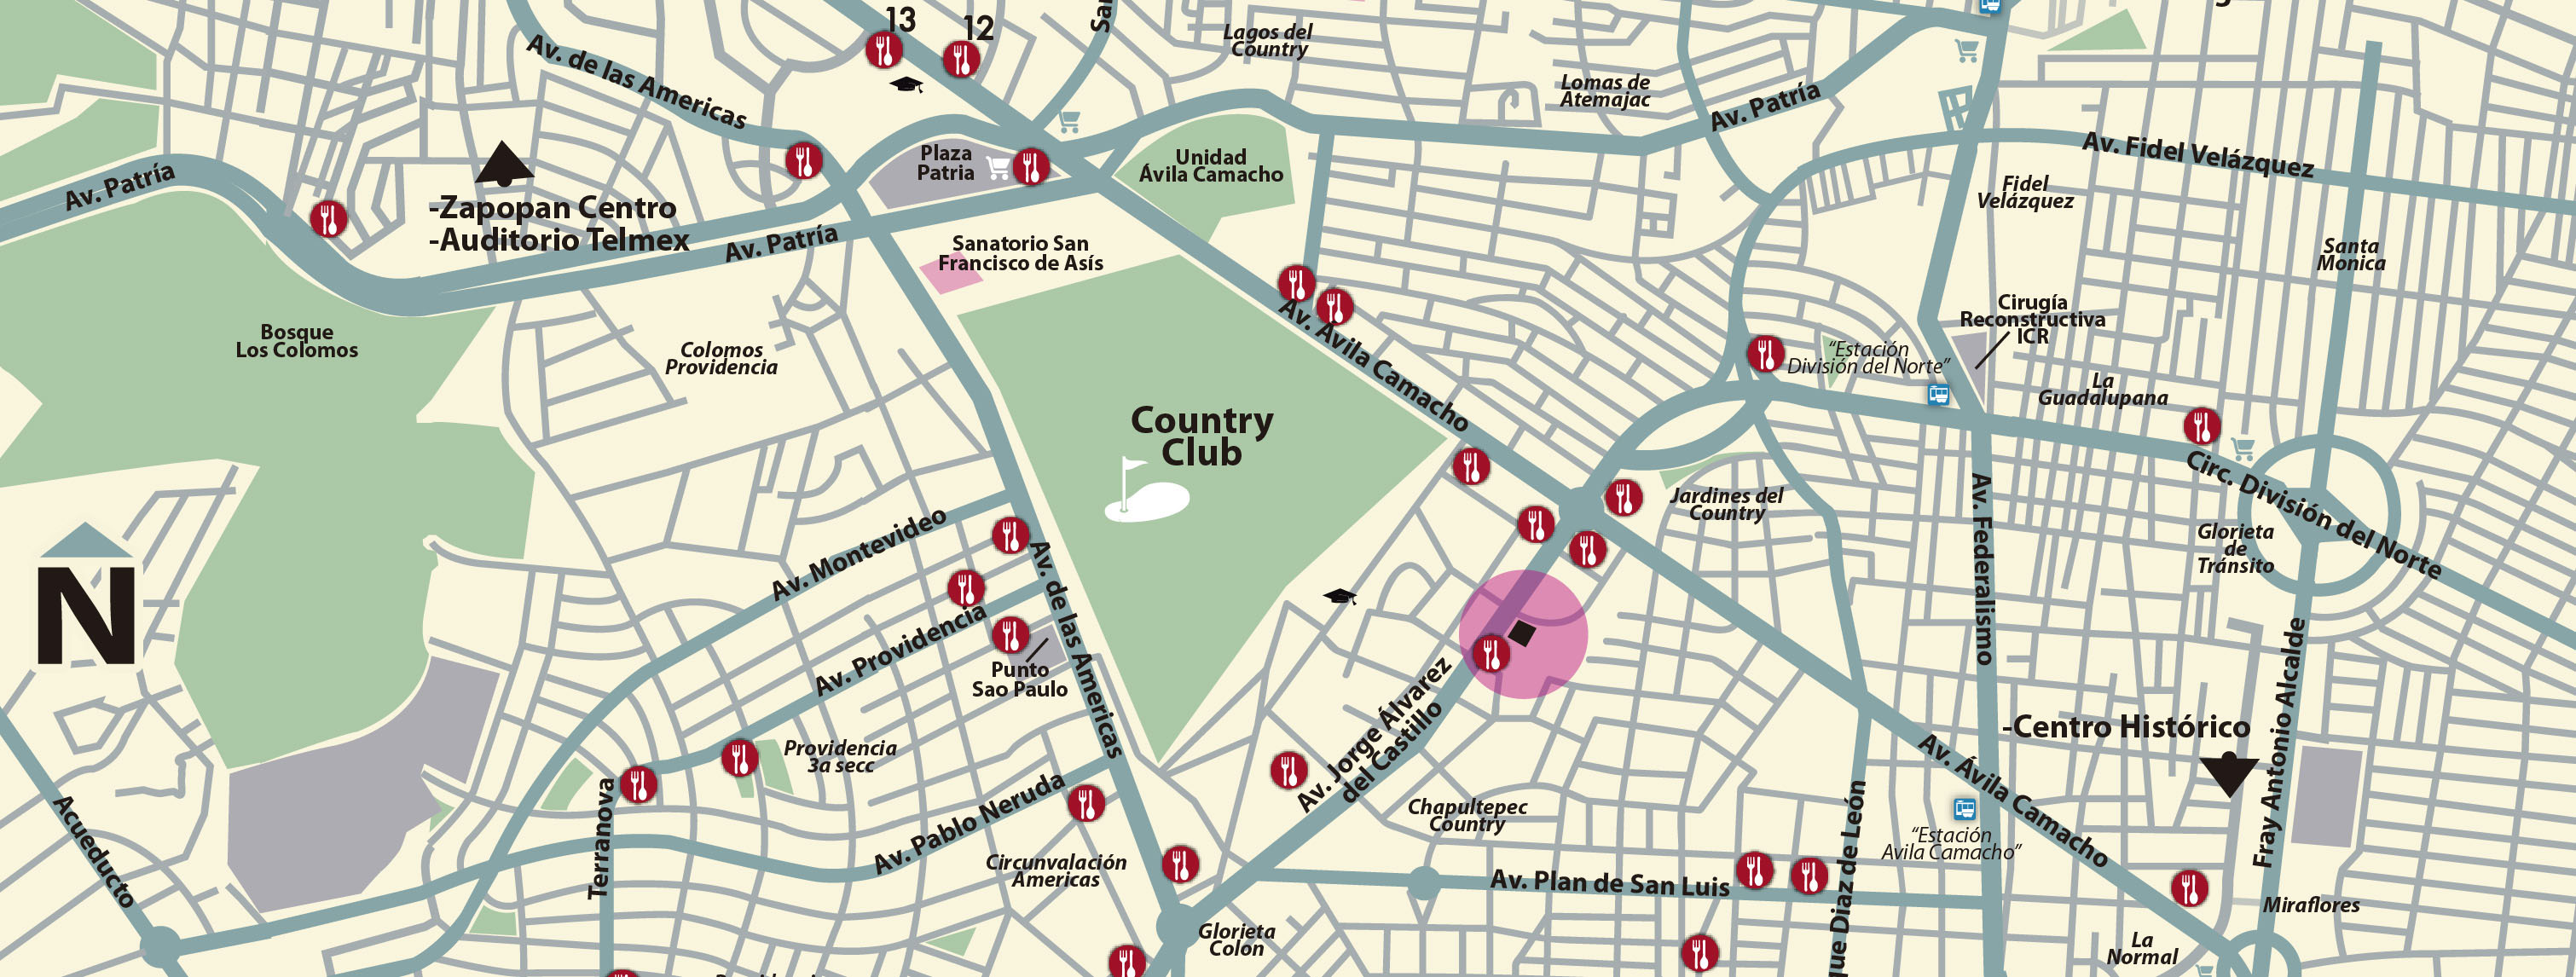 13
12
Av. de las Americas
Lagos del
Country
Lomas de
Atemajac
Av. Patría
Av. Fidel Velázquez
Plaza
Patria
Unidad
Ávila Camacho
Av. Patría
-Zapopan Centro
-Auditorio Telmex
Av. Patría
Fidel
Velázquez
Santa
Monica
Sanatorio San
Francisco de Asís
Bosque
Los Colomos
Colomos
Providencia
Av. Ávila Camacho
Cirugía
Reconstructiva
ICR
“Estación
División del Norte”
La
Guadalupana
Country
Club
Circ. División del Norte
Jardines del
Country
Glorieta
de
Tránsito
Av. Federalismo
N
Av. Montevideo
Av. Providencia
Av. de las Americas
Punto
Sao Paulo
Av. Jorge Álvarez
del Castillo
-Centro Histórico
Fray Antonio Alcalde
Providencia
3a secc
Av. Ávila Camacho
Acueducto
Terranova
Av. Pablo Neruda
Chapultepec
Country
“Estación
Avila Camacho”
Circunvalación
Americas
Av. Plan de San Luis
que Diaz de León
Miraflores
Glorieta
Colon
La
Normal